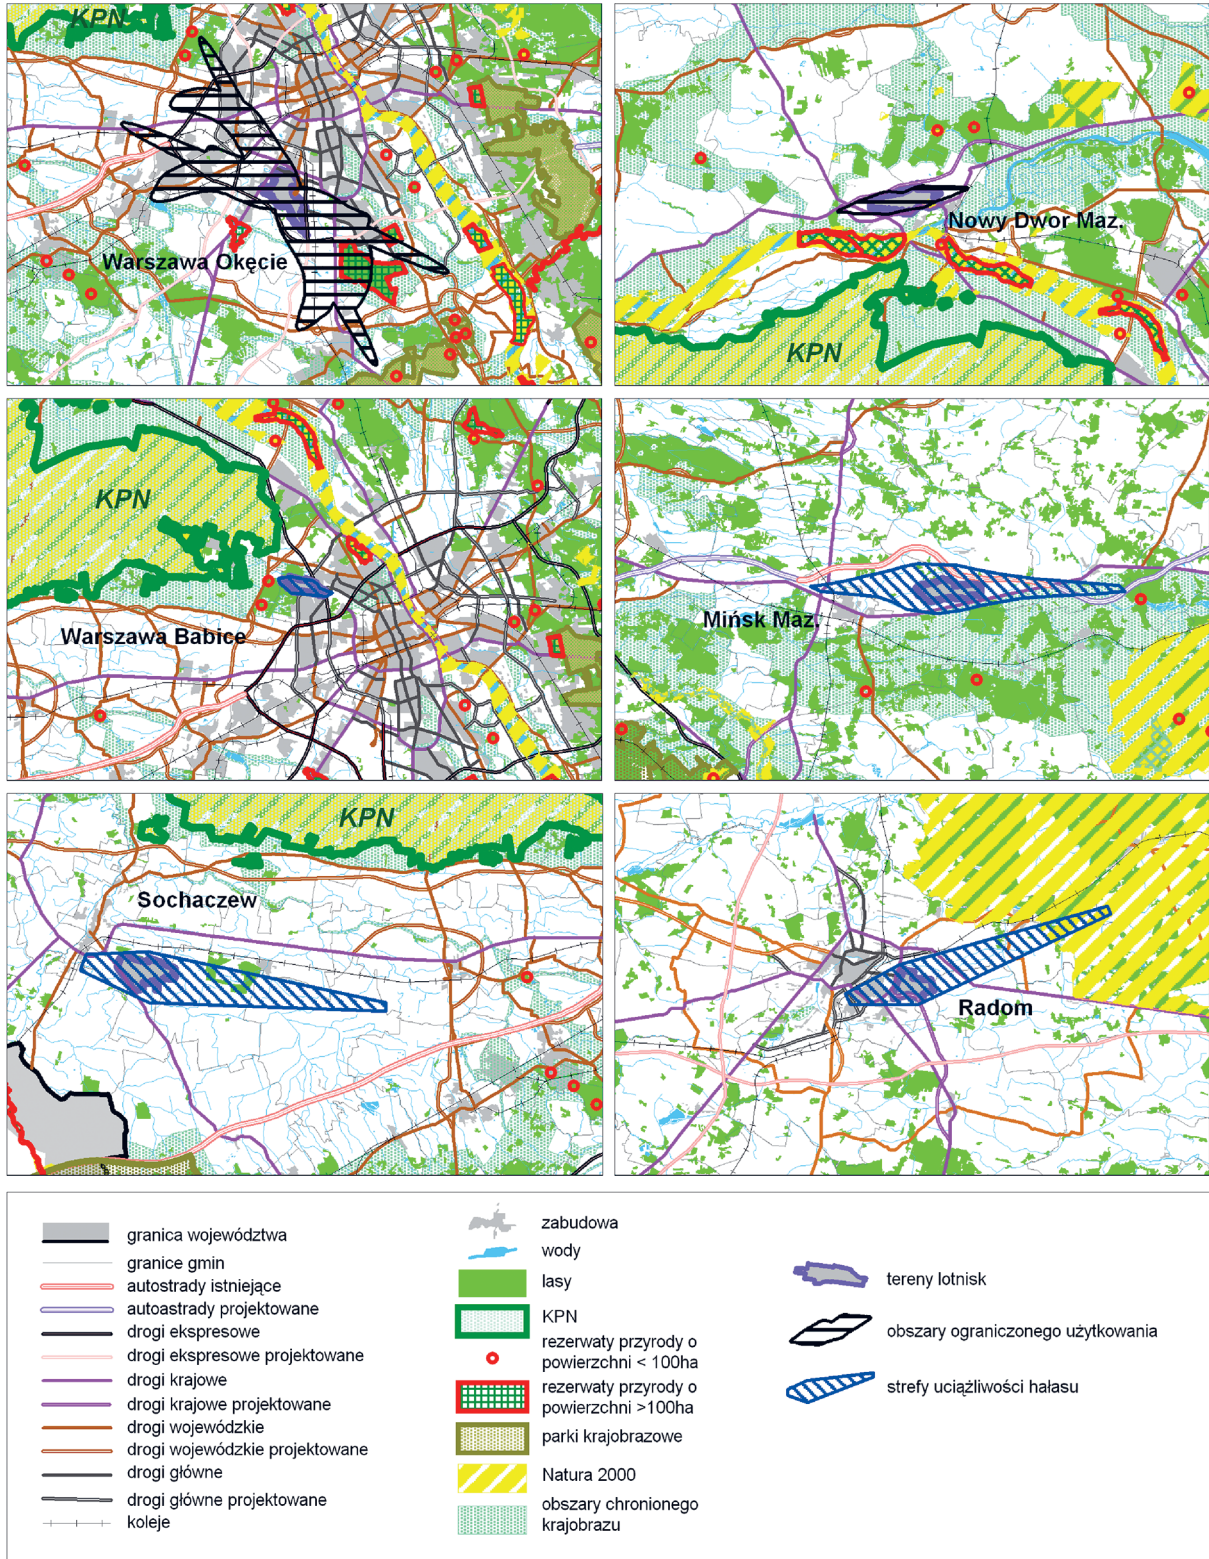 KPN
Warszawa Okęcie
Nowy Dwor Maz.
KPN
KPN
Warszawa Babice
Mińsk Maz.
KPN
Sochaczew
Radom
granica województwa
granice gmin
autostrady istniejące
autoastrady projektowane
drogi ekspresowe
drogi ekspresowe projektowane
drogi krajowe
drogi krajowe projektowane
drogi wojewódzkie
drogi wojewódzkie projektowane
drogi główne
drogi główne projektowane
koleje
zabudowa
wody
lasy
KPN
rezerwaty przyrody o
powierzchni < 100ha
rezerwaty przyrody o
powierzchni >100ha
parki krajobrazowe
Natura 2000
obszary chronionego
krajobrazu
tereny lotnisk
obszary ograniczonego użytkowania
strefy uciążliwości hałasu